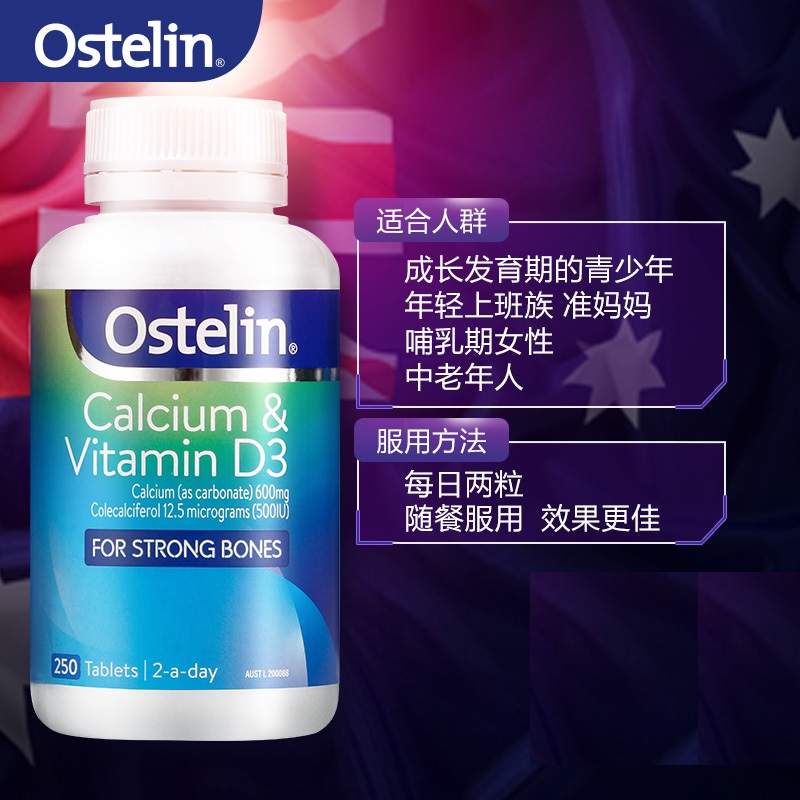 Ostelin®
Ostelin®
Calcium &
Vitamin D3
Calcium (as carbonate) 600mg
Colecalciferol 12.5 micrograms (500IU)
FOR STRONG BONES
250 Tablets | 2-a-day
AUST L 200088
适合人群
成长发育期的青少年
年轻上班族 准妈妈
哺乳期女性
中老年人
服用方法
每日两粒
随餐服用 效果更佳